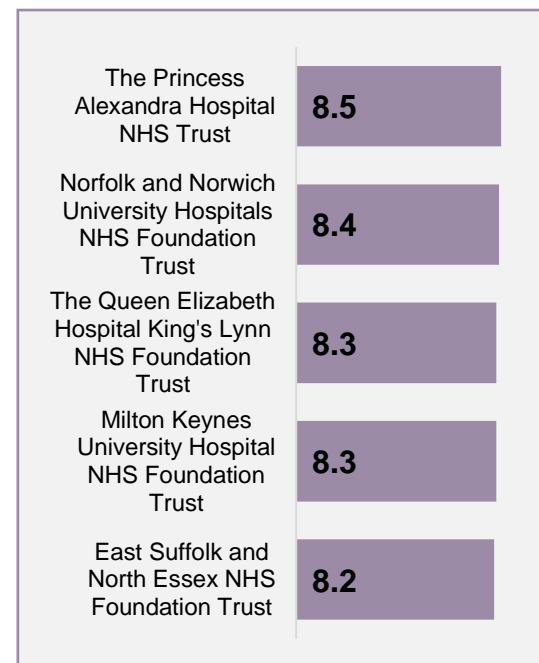 The Princess
Alexandra Hospital
NHS Trust
8.5
Norfolk and Norwich
University Hospitals
NHS Foundation
Trust
8.4
The Queen Elizabeth
Hospital King's Lynn
NHS Foundation
Trust
8.3
Milton Keynes
University Hospital
NHS Foundation
Trust
8.3
East Suffolk and
North Essex NHS
Foundation Trust
8.2